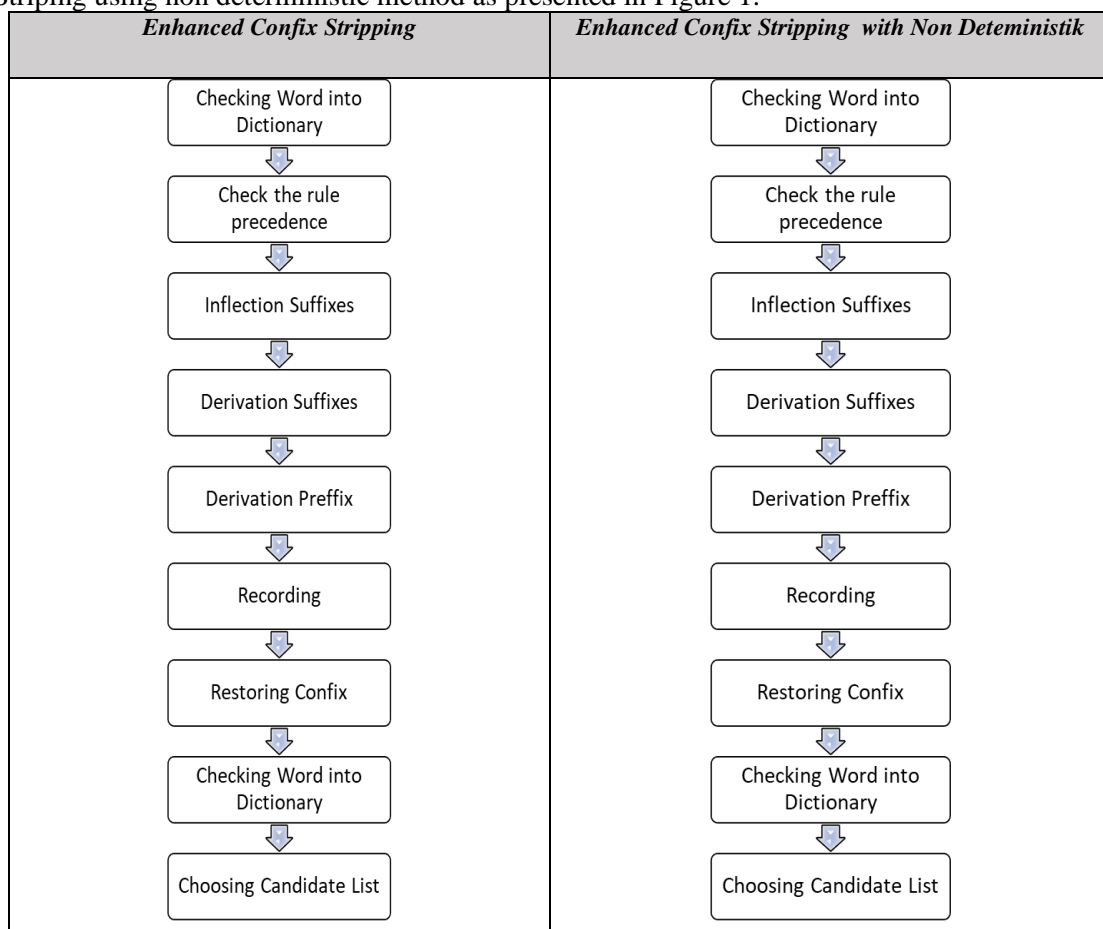 Striping using non deterministic method as presented in Figure 1.
Enhanced Confix Stripping
Enhanced Confix Stripping with Non Deteministik
Checking Word into
Dictionary
Check the rule
precedence
Inflection Suffixes
Derivation Suffixes
Derivation Preffix
Recording
Restoring Confix
Checking Word into
Dictionary
Choosing Candidate List
Checking Word into
Dictionary
Check the rule
precedence
Inflection Suffixes
Derivation Suffixes
Derivation Preffix
Recording
Restoring Confix
Checking Word into
Dictionary
Choosing Candidate List